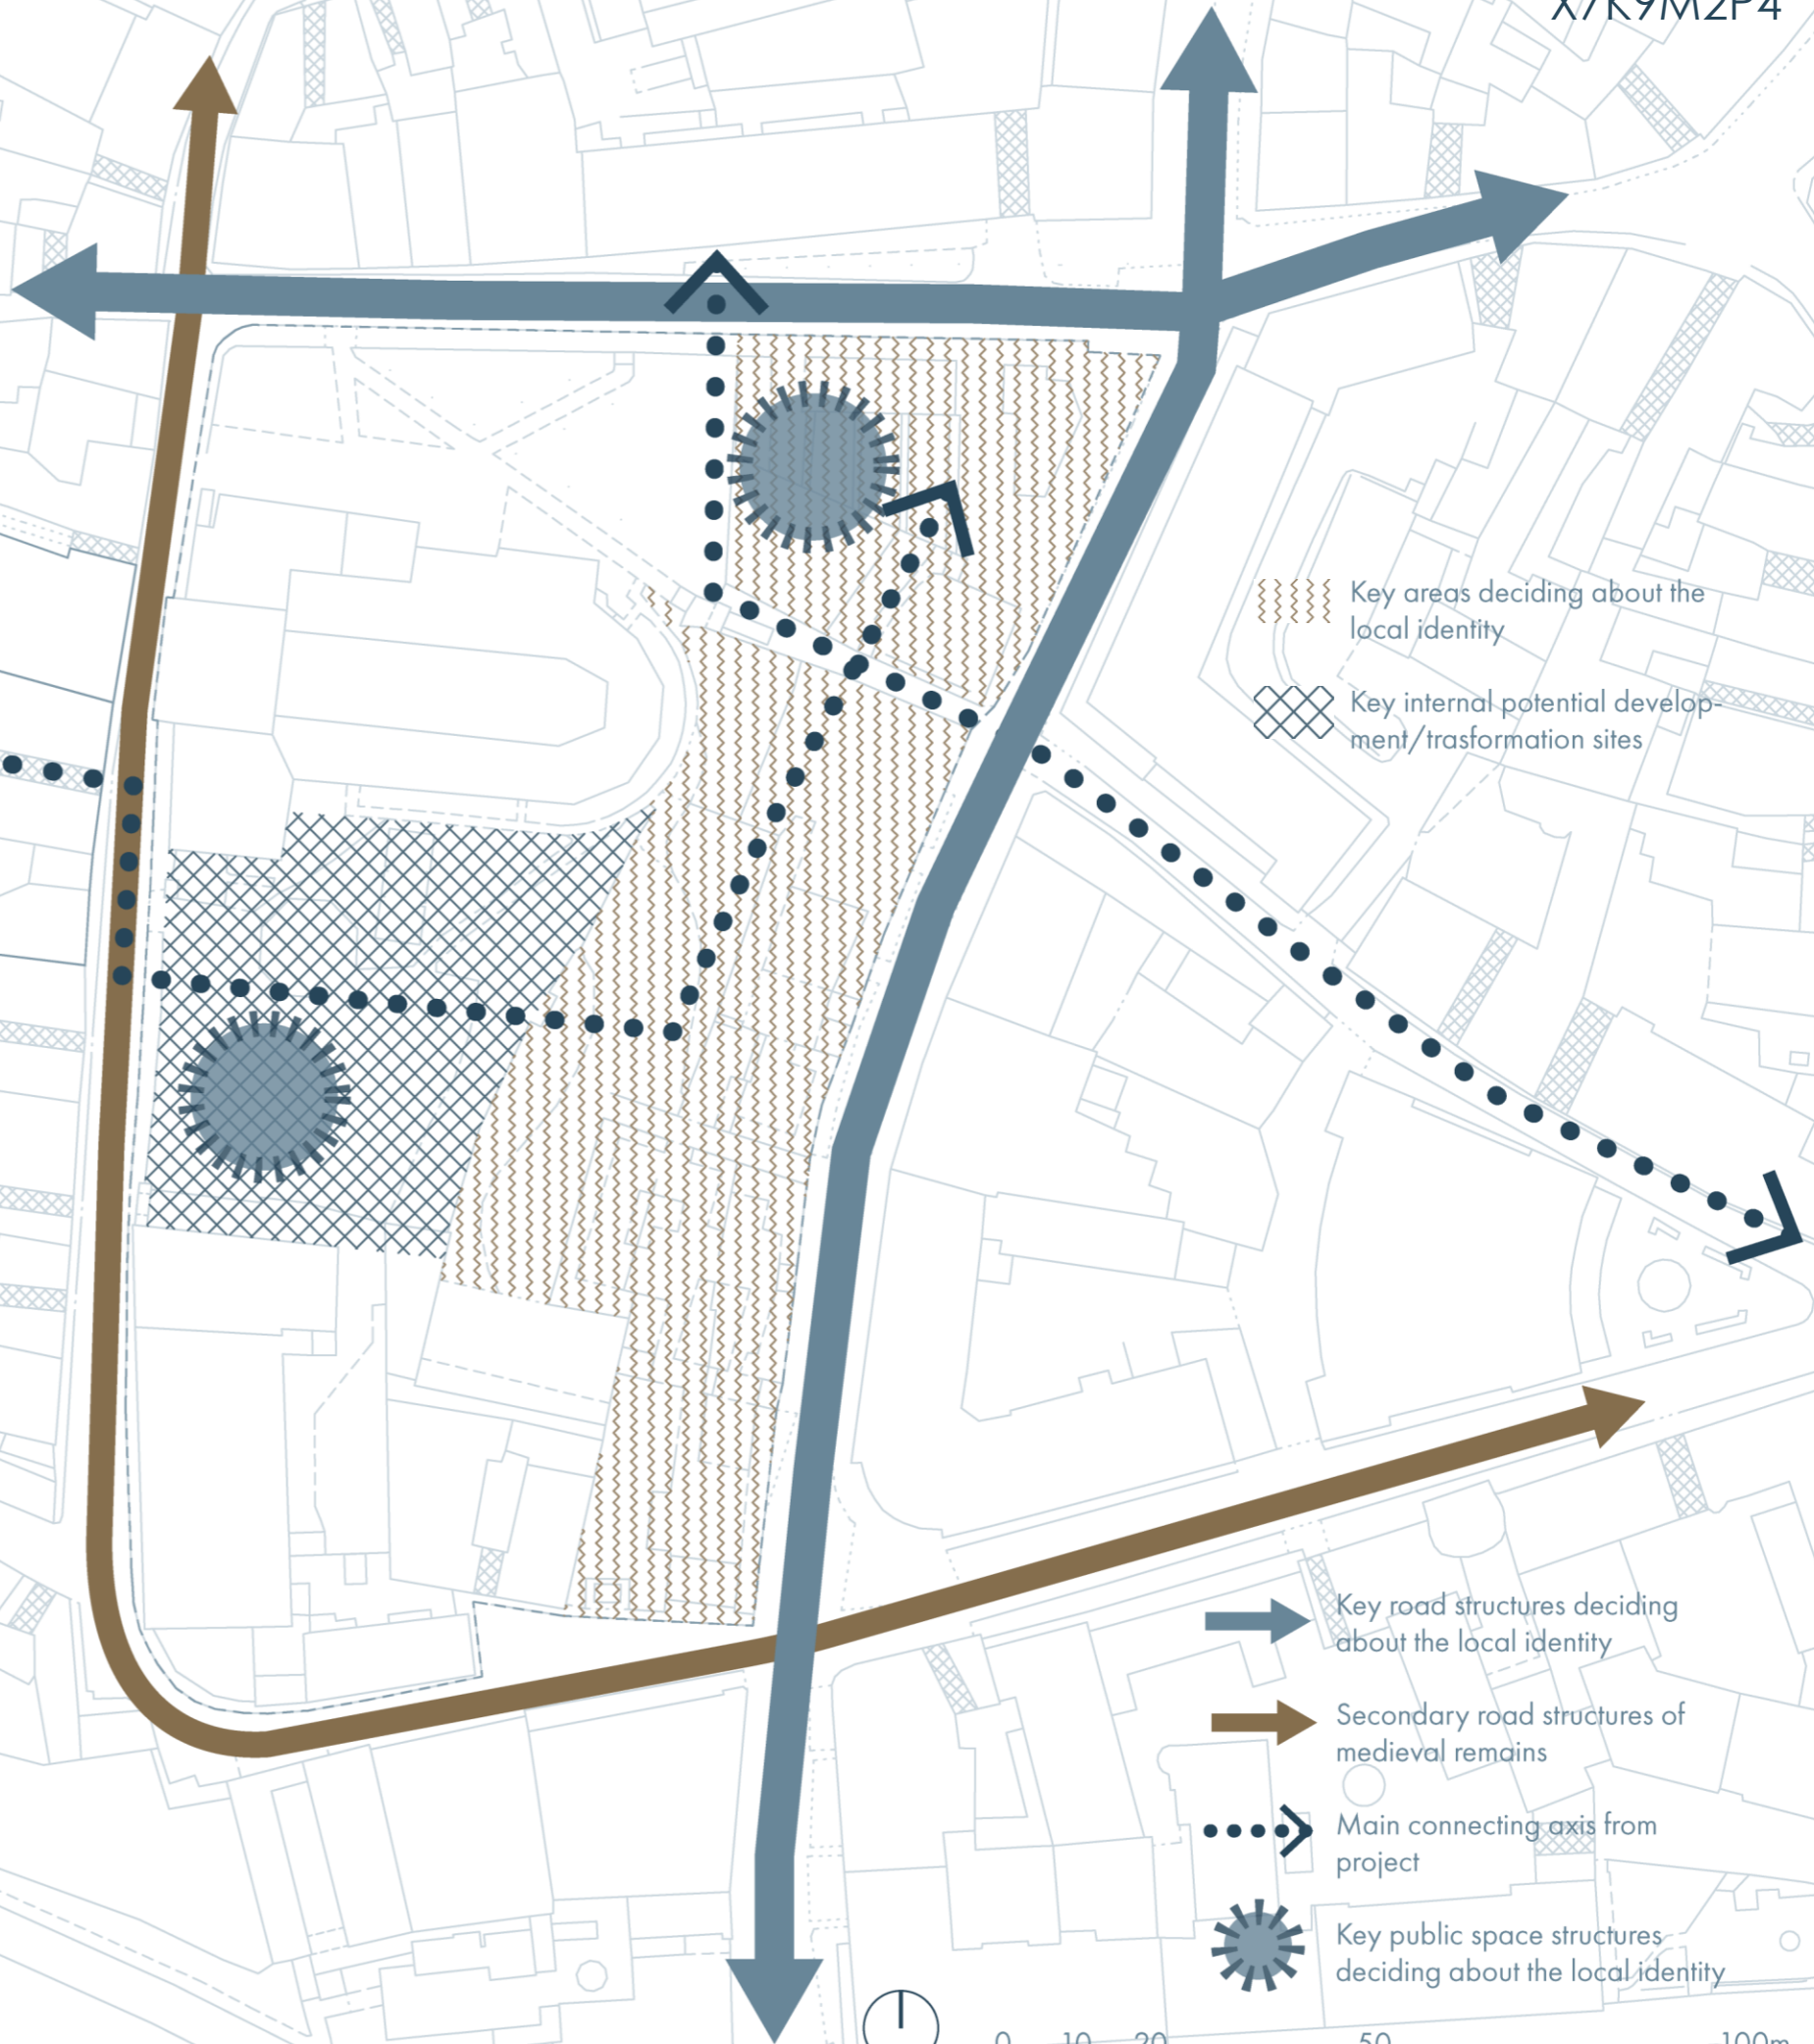 X7K9M2P4
Key areas deciding about the
local identity
Key internal potential develop-
ment/trasformation sites
Key road structures deciding
about the local identity
Secondary road structures of
medieval remains
Main connecting axis from
project
Key public space structures
deciding about the local identity
0 10 20 50 100m